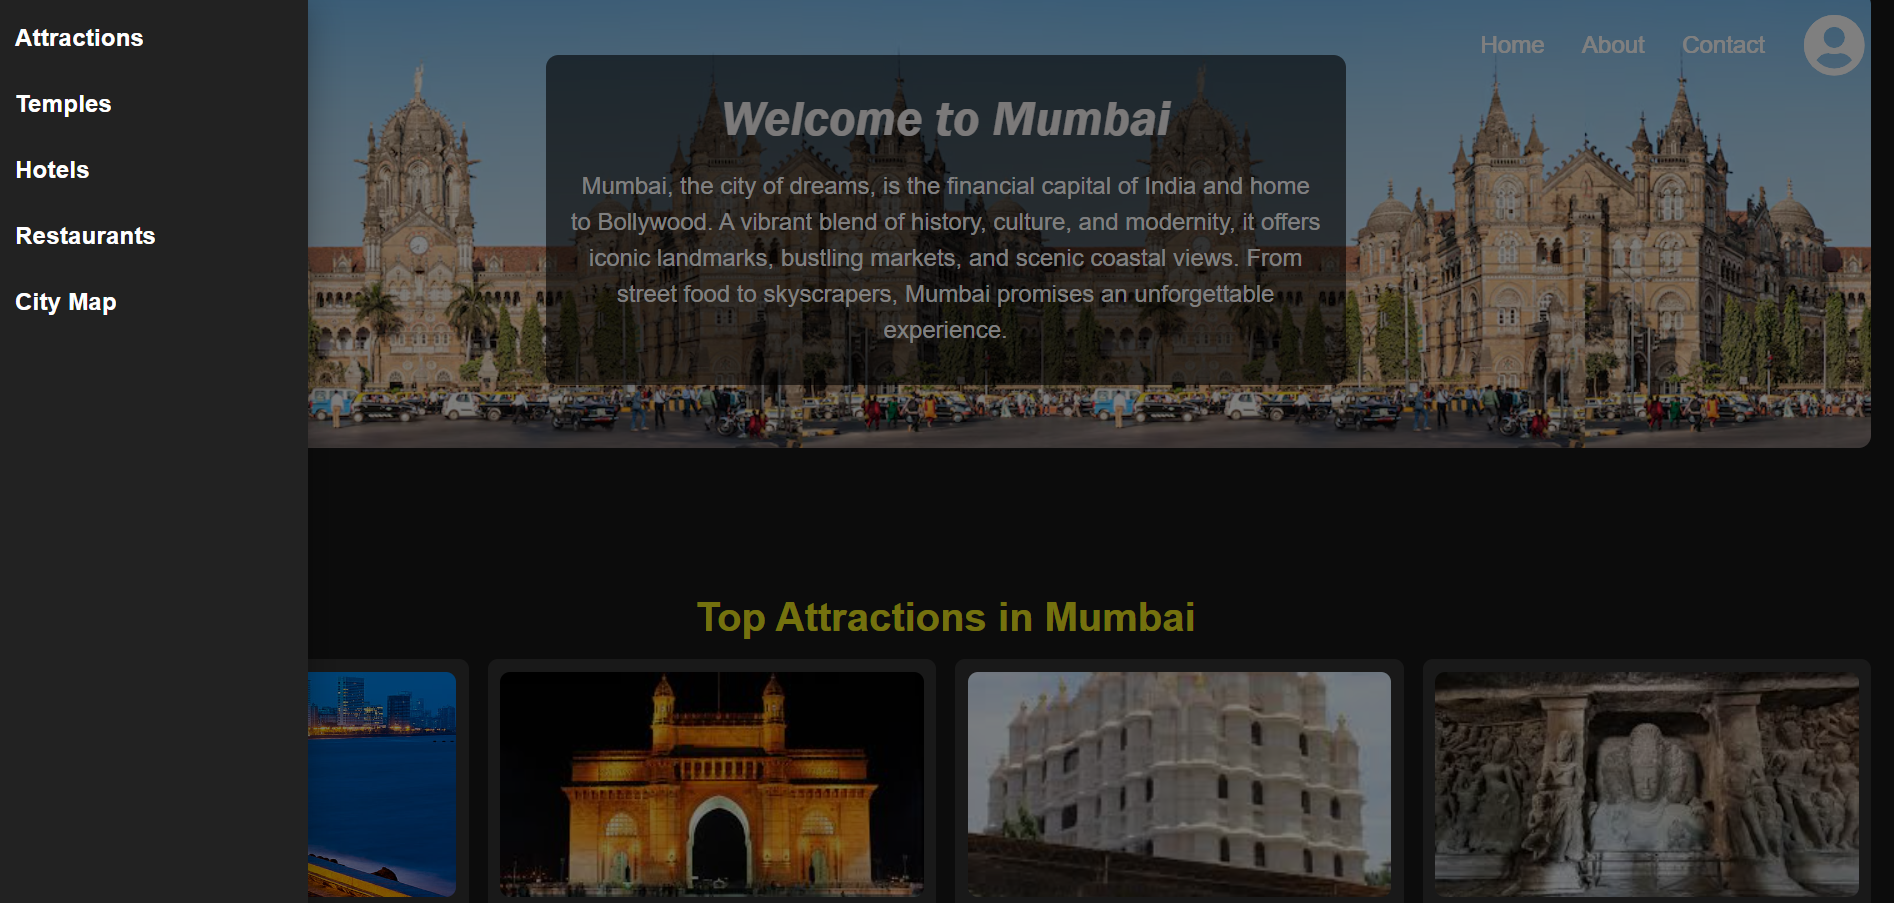 Attractions
Temples
Hotels
Restaurants
City Map
Home About Contact
Welcome to Mumbai
Mumbai, the city of dreams, is the financial capital of India and home
to Bollywood. A vibrant blend of history, culture, and modernity, it offers
iconic landmarks, bustling markets, and scenic coastal views. From
street food to skyscrapers, Mumbai promises an unforgettable
experience.
Top Attractions in Mumbai